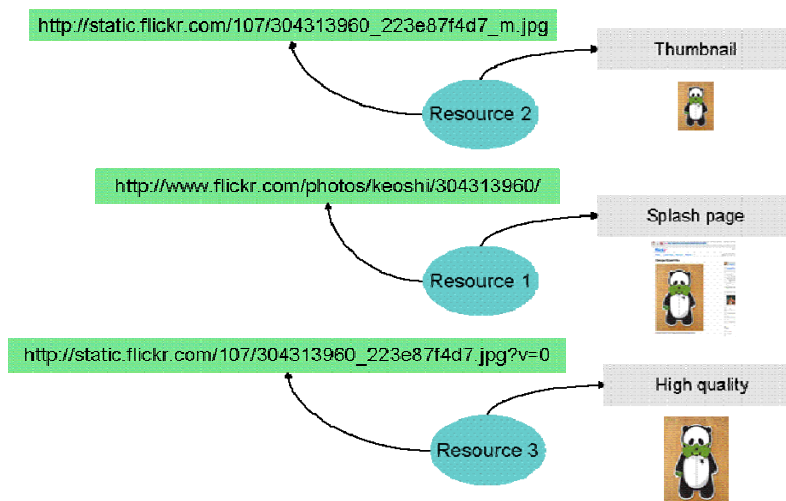 http://static.flickr.com/107/304313960_223e87f4d7_m.jpg
Thumbnail
Resource 2
http://www.flickr.com/photos/keoshi/304313960/
Splash page
Resource 1
http://static.flickr.com/107/304313960_223e87f4d7.jpg?v=0
High quality
Resource 3